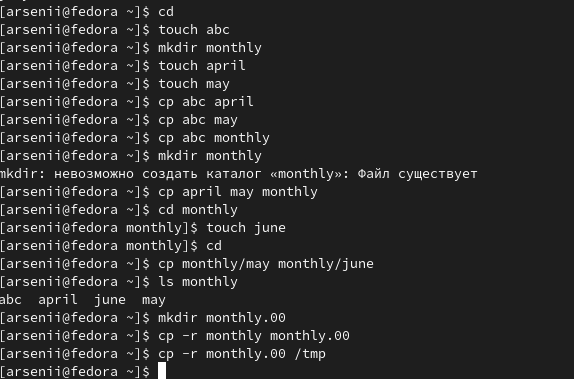 [arsenii@fedora ~]$ cd
[arsenii@fedora ~]$ touch abc
[arsenii@fedora ~]$ mkdir monthly
[arsenii@fedora ~]$ touch april
[arsenii@fedora ~]$ touch may
[arsenii@fedora ~]$ cp abc april
[arsenii@fedora ~]$ cp abc may
[arsenii@fedora ~]$ cp abc monthly
[arsenii@fedora ~]$ mkdir monthly
mkdir: невозможно создать каталог «monthly»: Файл существует
[arsenii@fedora ~]$ cp april may monthly
[arsenii@fedora ~]$ cd monthly
[arsenii@fedora monthly]$ touch june
[arsenii@fedora monthly]$ cd
[arsenii@fedora ~]$ cp monthly/may monthly/june
[arsenii@fedora ~]$ ls monthly
abc  april  june  may
[arsenii@fedora ~]$ mkdir monthly.00
[arsenii@fedora ~]$ cp -r monthly monthly.00
[arsenii@fedora ~]$ cp -r monthly.00 /tmp
[arsenii@fedora ~]$